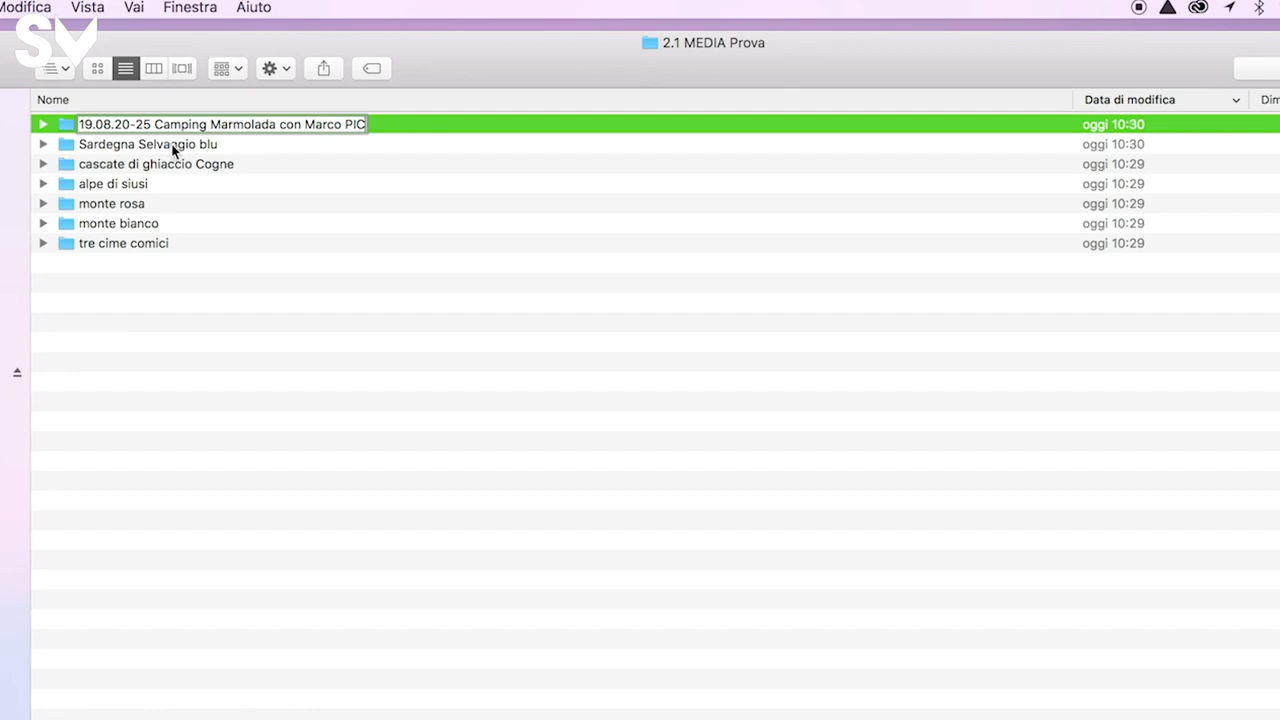 Modifica Vista Vai Finestra Aiuto
SV
2.1 MEDIA Prova
Nome Data di modifica Dim
19.08.20-25 Camping Marmolada con Marco PIC oggi 10:30
Sardegna Selvaggio blu oggi 10:30
cascate di ghiaccio Cogne oggi 10:29
alpe di siusi oggi 10:29
monte rosa oggi 10:29
monte bianco oggi 10:29
tre cime comici oggi 10:29